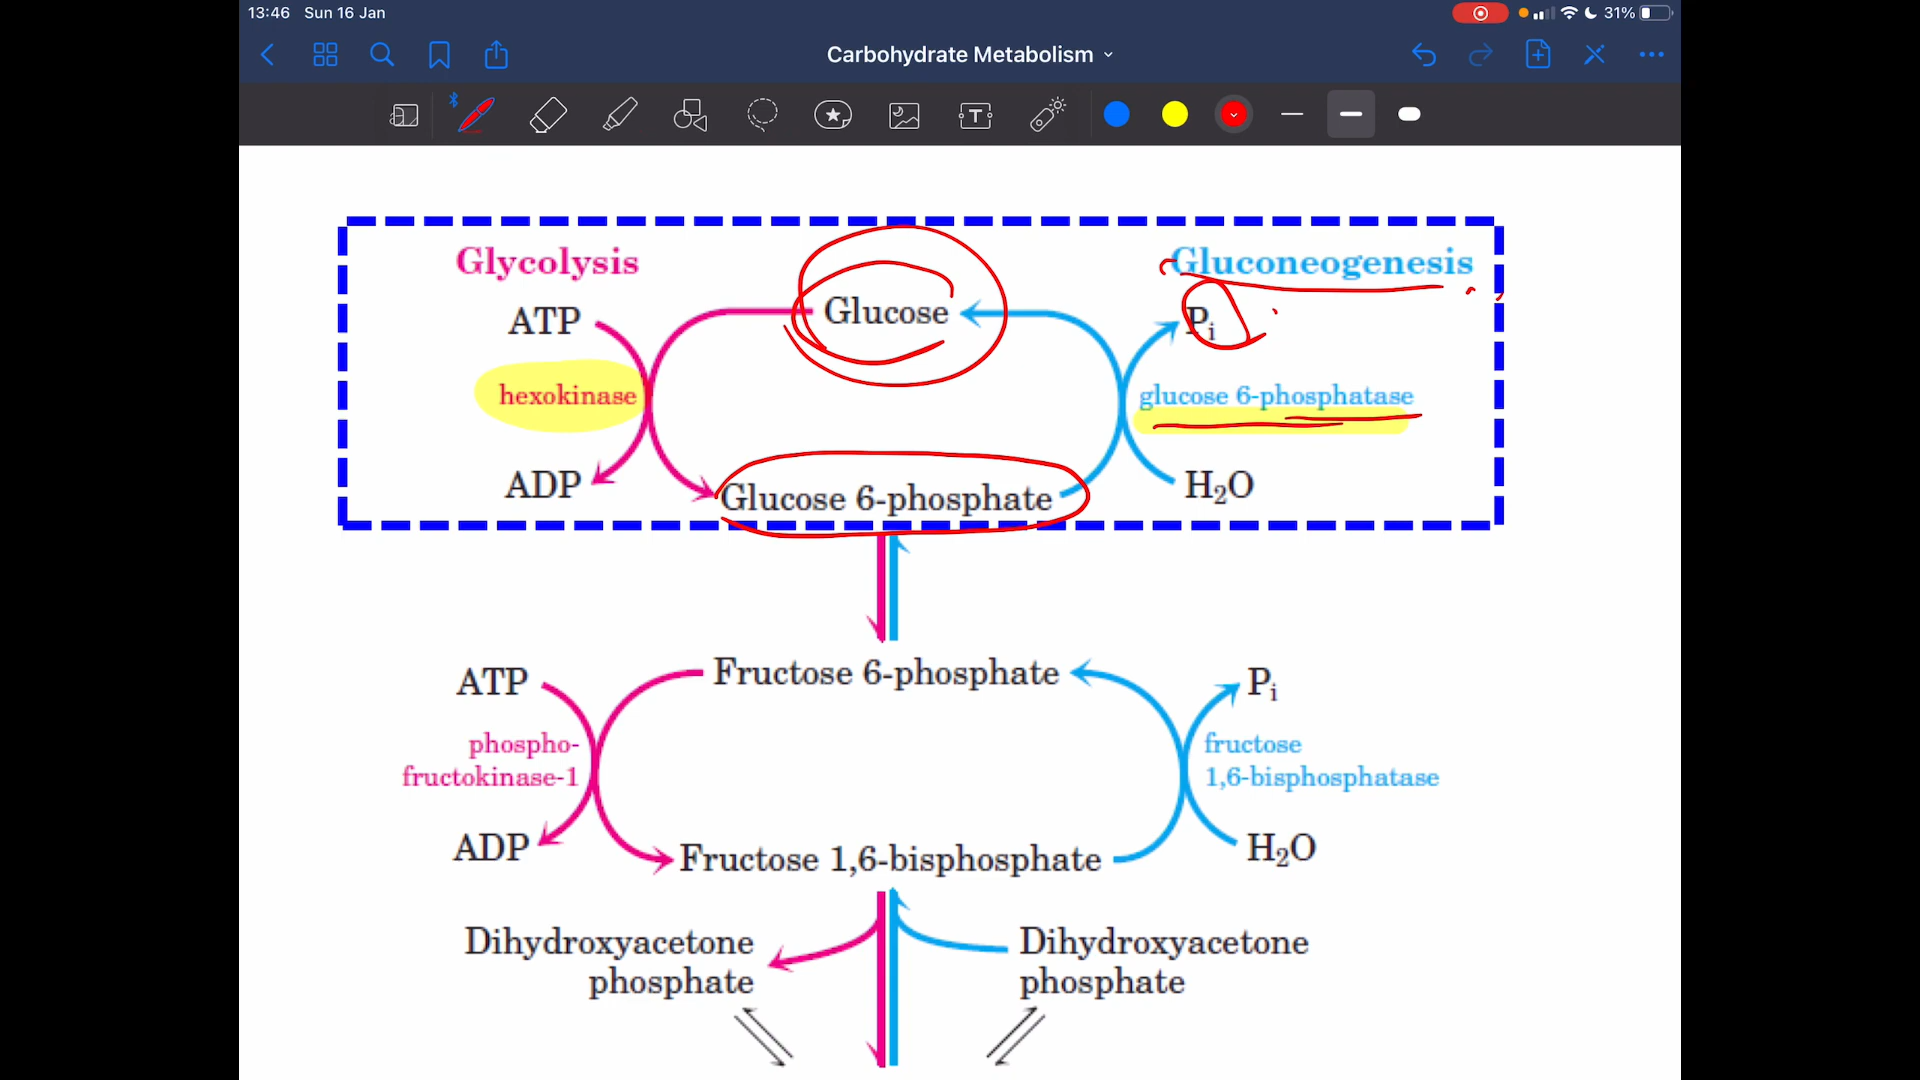 13:46 Sun 16 Jan
31%
Carbohydrate Metabolism
T
Glycolysis
Gluconeogenesis
ATP
Glucose
Pi
hexokinase
glucose 6-phosphatase
ADP
Glucose 6-phosphate
H₂O
ATP
Fructose 6-phosphate
Pi
phospho-
fructokinase-1
fructose
1,6-bisphosphatase
ADP
Fructose 1,6-bisphosphate
H₂O
Dihydroxyacetone
phosphate
Dihydroxyacetone
phosphate